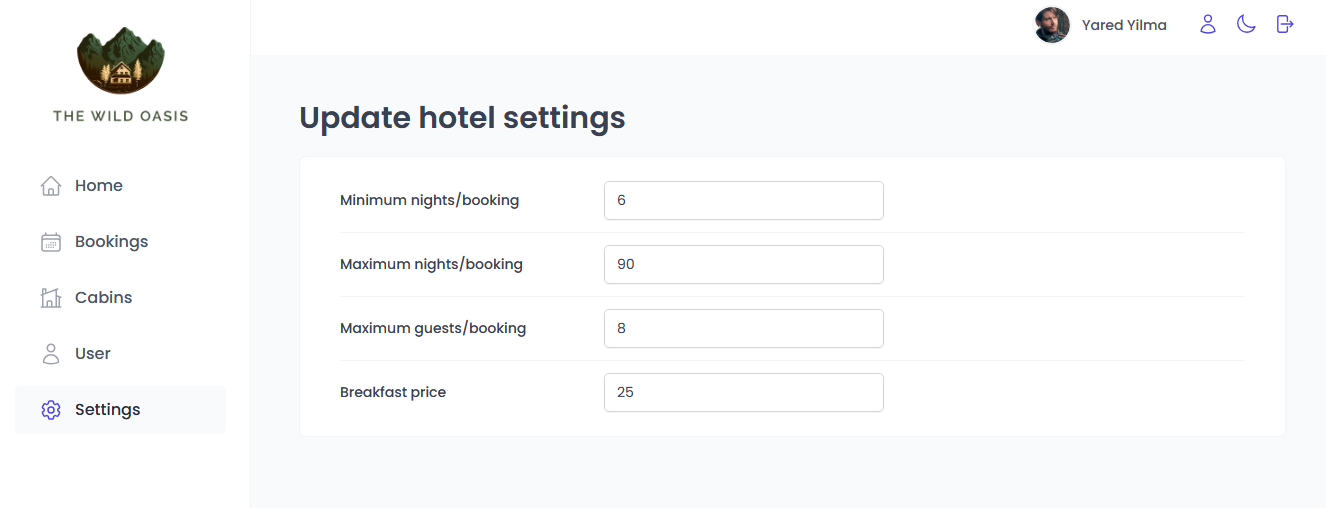 Yared Yilma
THE WILD OASIS
Home
Bookings
Cabins
User
Settings
Update hotel settings
Minimum nights/booking 6
Maximum nights/booking 90
Maximum guests/booking 8
Breakfast price 25